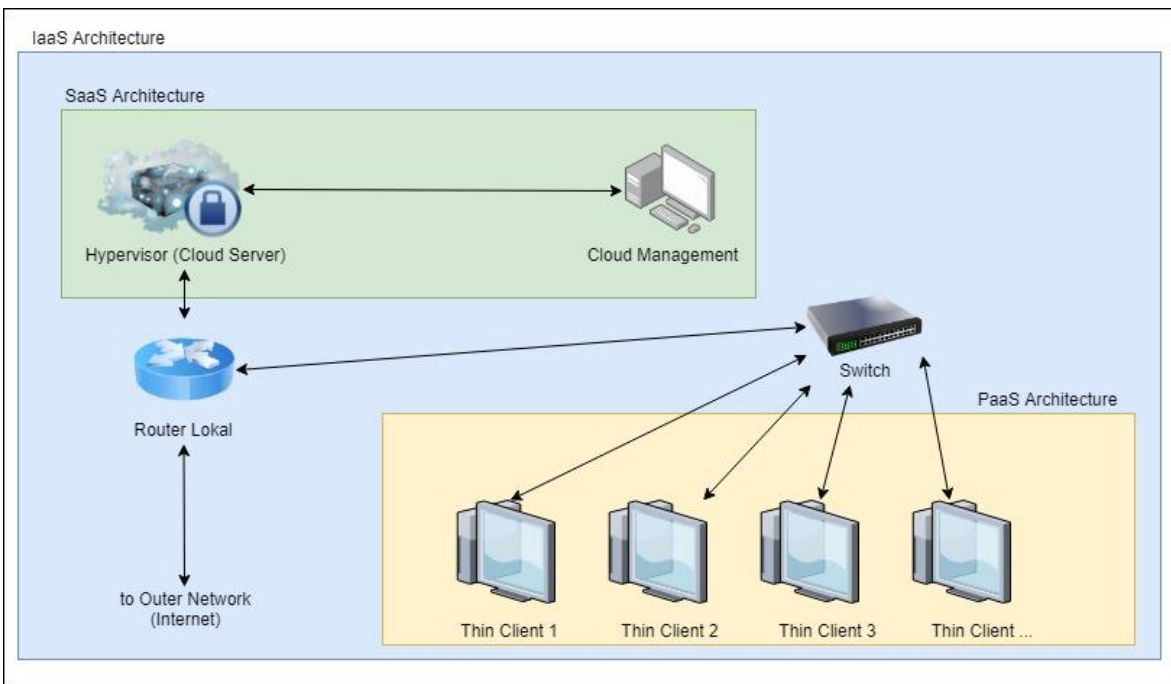 IaaS Architecture
SaaS Architecture
Hypervisor (Cloud Server)
Cloud Management
Switch
PaaS Architecture
Router Lokal
to Outer Network
(Internet)
Thin Client 1
Thin Client 2
Thin Client 3
Thin Client ...